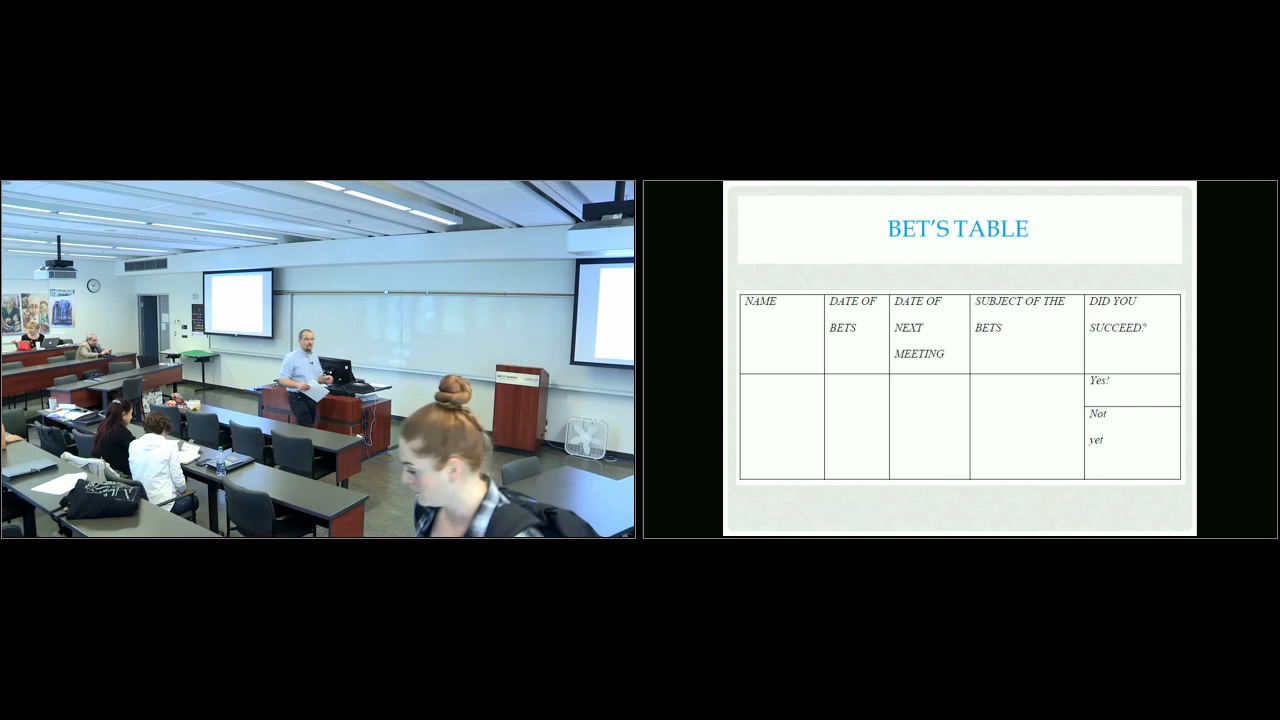 BET'S TABLE
NAME
DATE OF
BETS
DATE OF
NEXT
MEETING
SUBJECT OF THE
BETS
DID YOU
SUCCEED?
Yes!
Not
yet